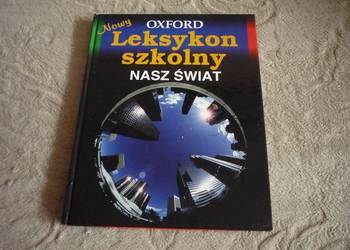 Nowy
OXFORD
Leksykon
szkolny
NASZ ŚWIAT